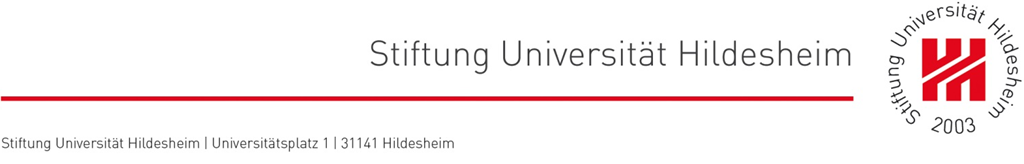 Stiftung Universität Hildesheim
Stiftung Universität Hildesheim
2003
Stiftung Universität Hildesheim | Universitätsplatz 1 | 31141 Hildesheim